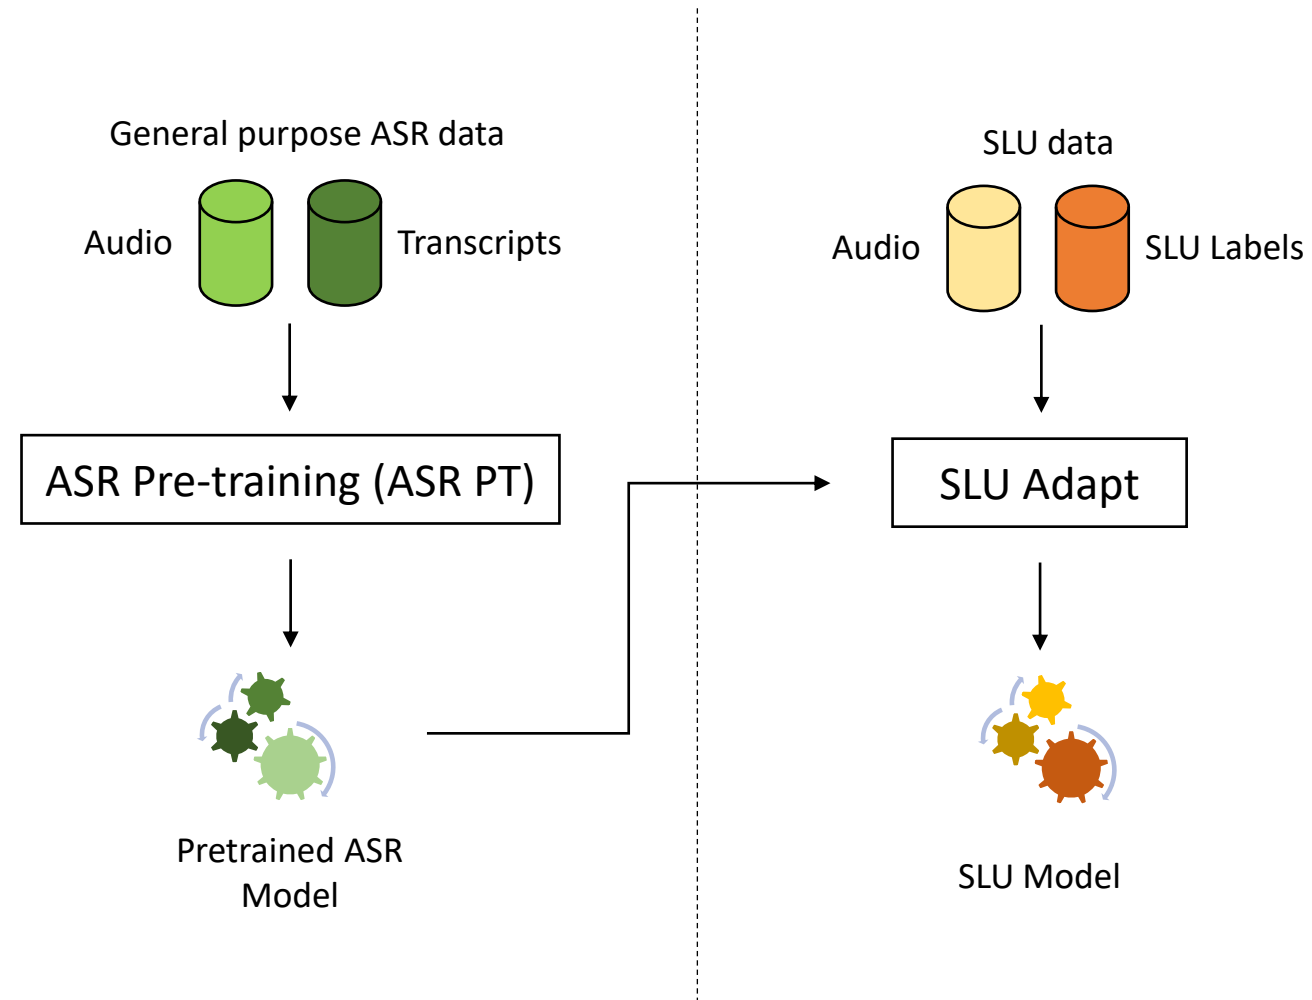 General purpose ASR data
Audio
Transcripts
ASR Pre-training (ASR PT)
Pretrained ASR
Model
SLU data
Audio
SLU Labels
SLU Adapt
SLU Model